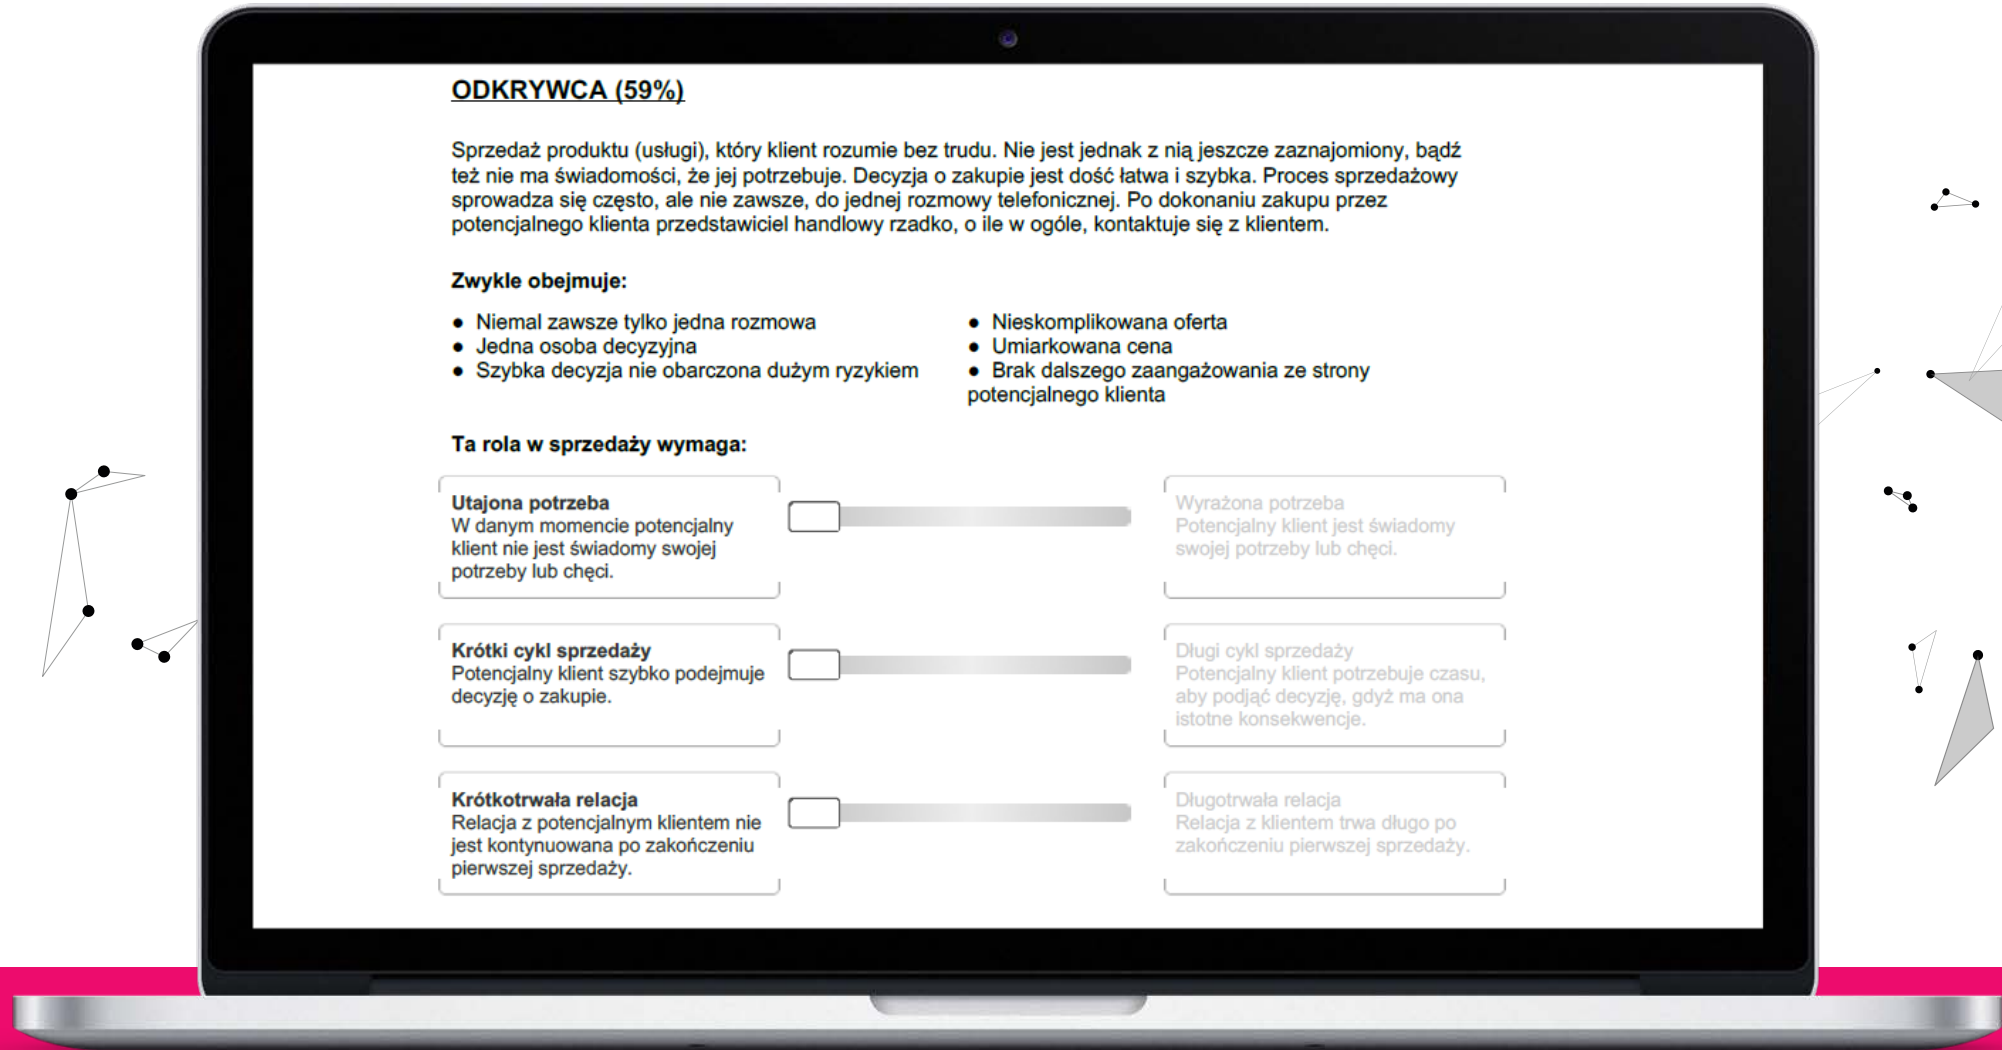 ODKRYWCA (59%)
Sprzedaż produktu (usługi), który klient rozumie bez trudu. Nie jest jednak z nią jeszcze zaznajomiony, bądź
też nie ma świadomości, że jej potrzebuje. Decyzja o zakupie jest dość łatwa i szybka. Proces sprzedażowy
sprowadza się często, ale nie zawsze, do jednej rozmowy telefonicznej. Po dokonaniu zakupu przez
potencjalnego klienta przedstawiciel handlowy rzadko, o ile w ogóle, kontaktuje się z klientem.
Zwykle obejmuje:
● Niemal zawsze tylko jedna rozmowa
● Jedna osoba decyzyjna
● Szybka decyzja nie obarczona dużym ryzykiem
● Nieskomplikowana oferta
● Umiarkowana cena
● Brak dalszego zaangażowania ze strony
potencjalnego klienta
Ta rola w sprzedaży wymaga:
Utajona potrzeba
W danym momencie potencjalny
klient nie jest świadomy swojej
potrzeby lub chęci.
Wyrażona potrzeba
Potencjalny klient jest świadomy
swojej potrzeby lub chęci.
Krótki cykl sprzedaży
Potencjalny klient szybko podejmuje
decyzję o zakupie.
Długi cykl sprzedaży
Potencjalny klient potrzebuje czasu,
aby podjąć decyzję, gdyż ma ona
istotne konsekwencje.
Krótkotrwała relacja
Relacja z potencjalnym klientem nie
jest kontynuowana po zakończeniu
pierwszej sprzedaży.
Długotrwała relacja
Relacja z klientem trwa długo po
zakończeniu pierwszej sprzedaży.